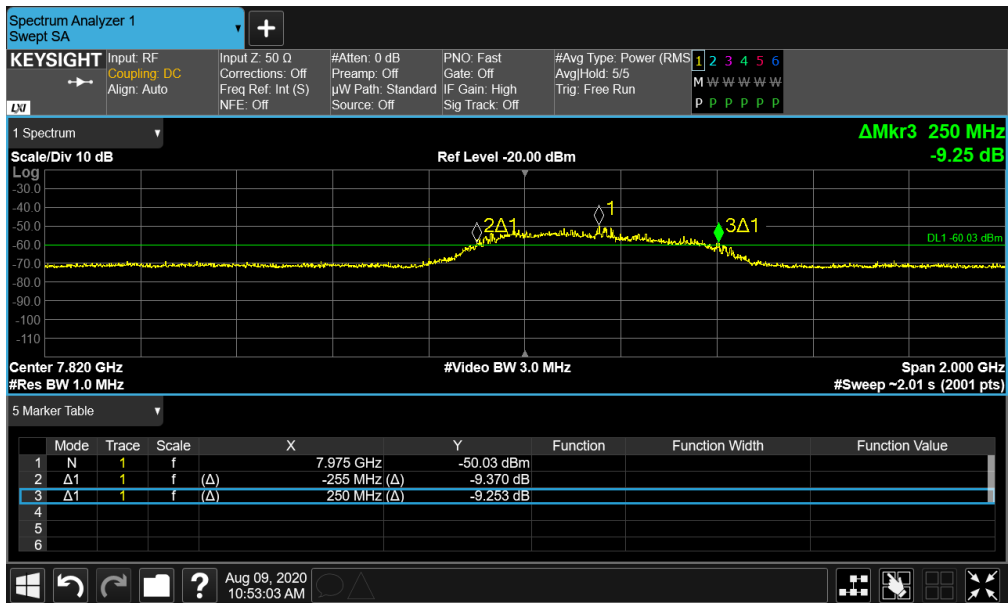 Spectrum Analyzer 1
Swept SA
+
KEYSIGHT Input: RF Input Z: 50 Ω #Atten: 0 dB PNO: Fast #Avg Type: Power (RMS 1 2 3 4 5 6
Coupling: DC Corrections: Off Preamp: Off Gate: Off Avg|Hold: 5/5 M W W W W W
Align: Auto Freq Ref: Int (S) µW Path: Standard IF Gain: High Trig: Free Run
LXI NFE: Off Source: Off Sig Track: Off P P P P P P
1 Spectrum
ΔMkr3 250 MHz
Scale/Div 10 dB Ref Level -20.00 dBm -9.25 dB
Log
-30.0
-40.0 1
-50.0 2Δ1 3Δ1
-60.0 DL1 -60.03 dBm
-70.0
-80.0
-90.0
-100
-110
Center 7.820 GHz #Video BW 3.0 MHz Span 2.000 GHz
#Res BW 1.0 MHz #Sweep ~2.01 s (2001 pts)
5 Marker Table
Mode Trace Scale X Y Function Function Width Function Value
1 N 1 f 7.975 GHz -50.03 dBm
2 Δ1 1 f (Δ) -255 MHz (Δ) -9.370 dB
3 Δ1 1 f (Δ) 250 MHz (Δ) -9.253 dB
4
5
6
? Aug 09, 2020
10:53:03 AM